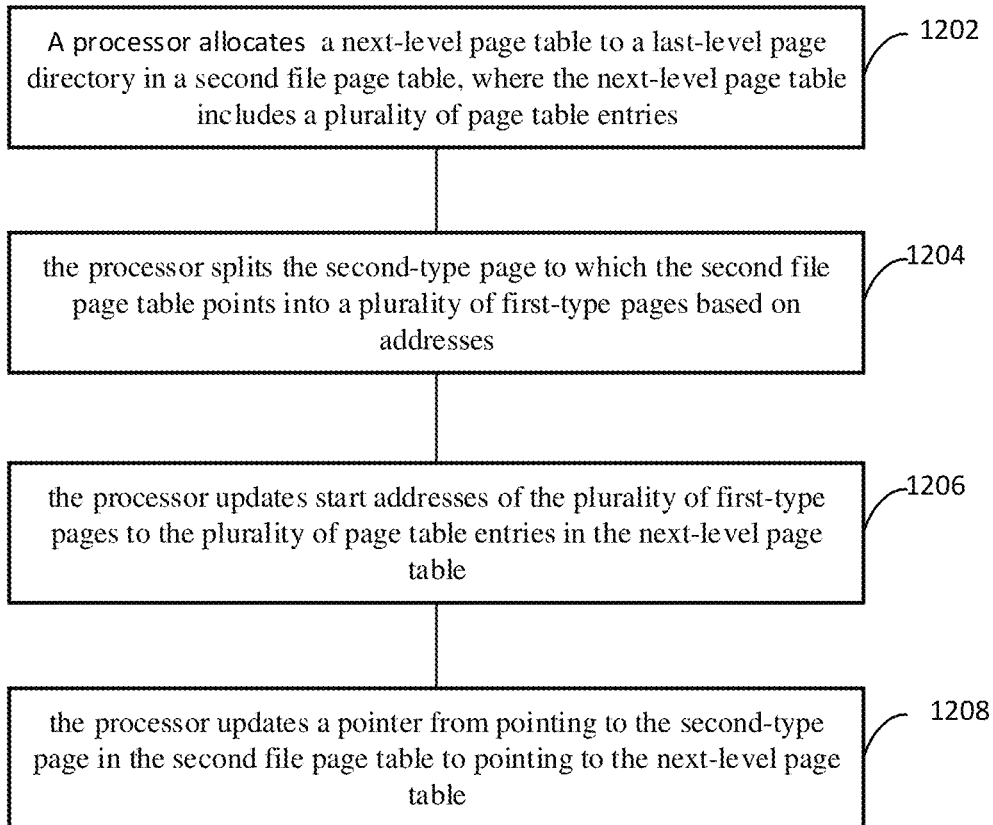 A processor allocates a next-level page table to a last-level page
directory in a second file page table, where the next-level page table
includes a plurality of page table entries
1202
the processor splits the second-type page to which the second file
page table points into a plurality of first-type pages based on
addresses
1204
the processor updates start addresses of the plurality of first-type
pages to the plurality of page table entries in the next-level page
table
1206
the processor updates a pointer from pointing to the second-type
page in the second file page table to pointing to the next-level page
table
1208